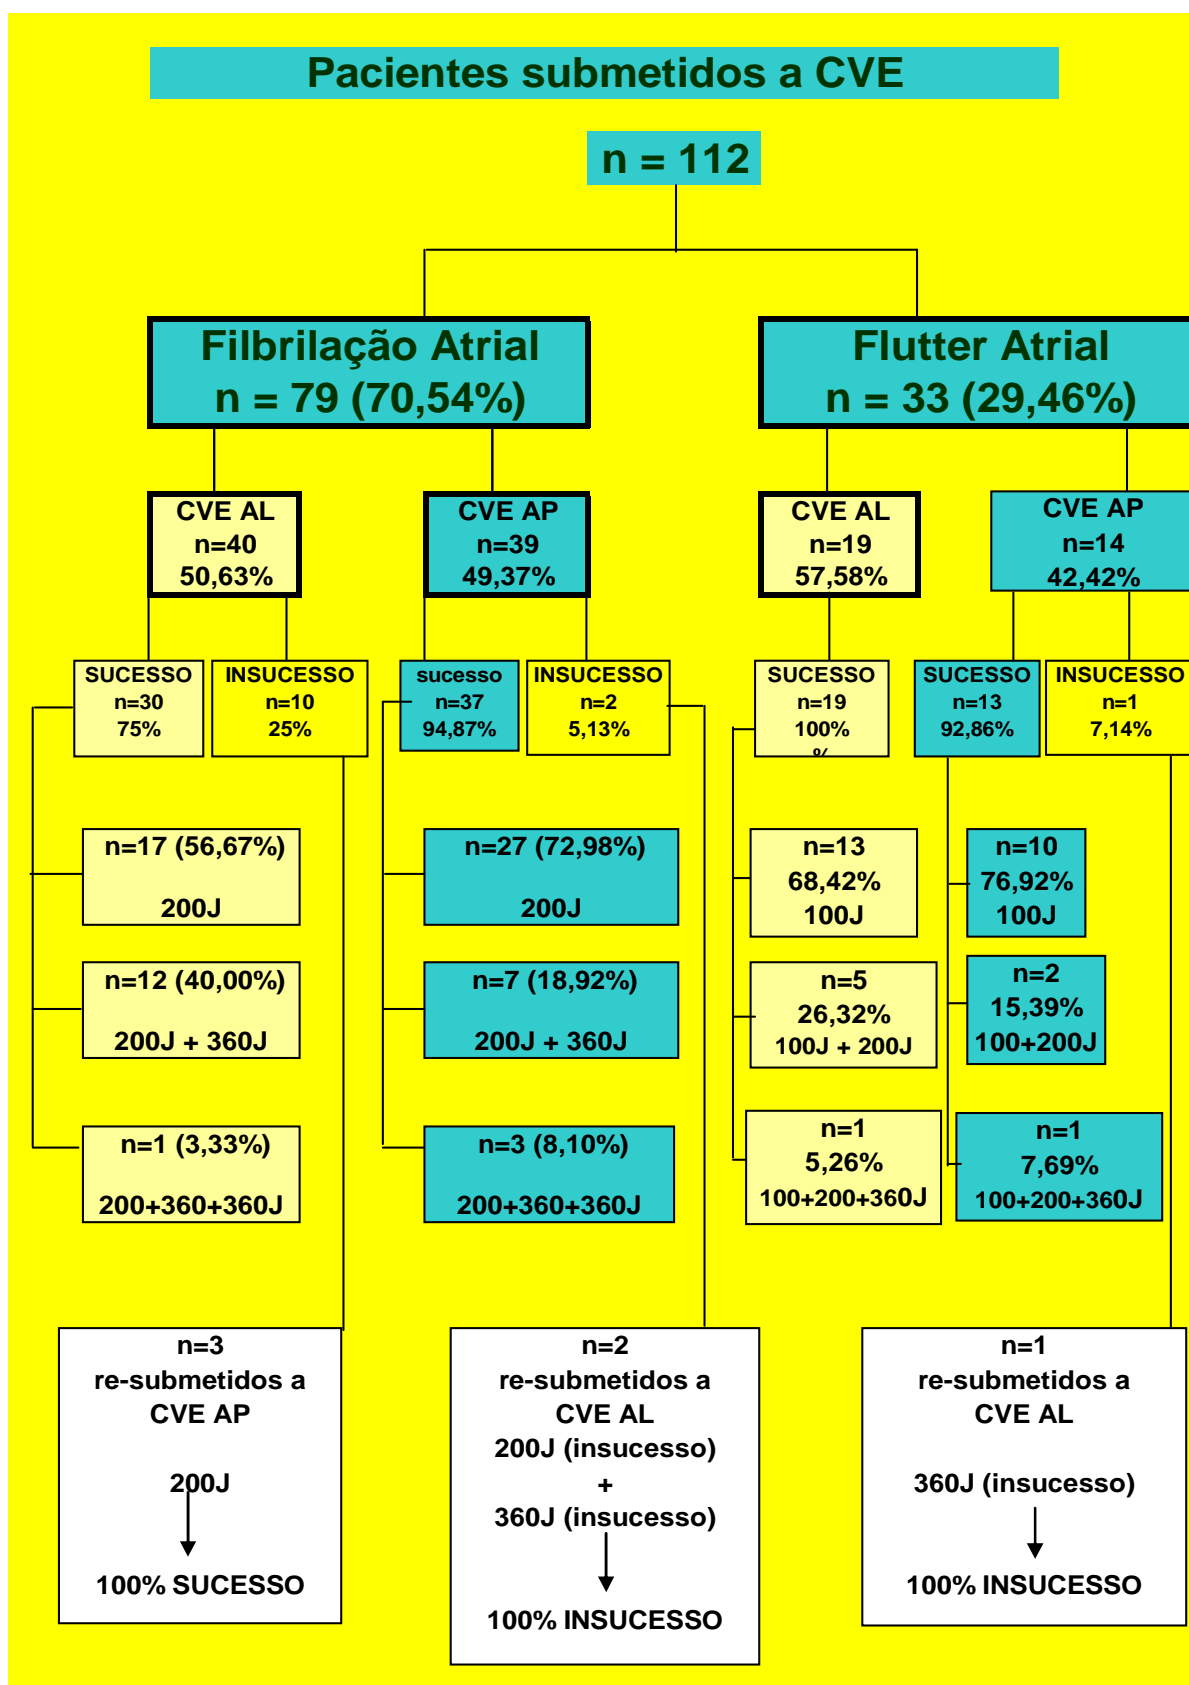 Pacientes submetidos a CVE
n = 112
Filbrilação Atrial
n = 79 (70,54%)
Flutter Atrial
n = 33 (29,46%)
CVE AL
n=40
50,63%
CVE AP
n=39
49,37%
CVE AL
n=19
57,58%
CVE AP
n=14
42,42%
SUCESSO
n=30
75%
INSUCESSO
n=10
25%
sucesso
n=37
94,87%
INSUCESSO
n=2
5,13%
SUCESSO
n=19
100%
%
SUCESSO
n=13
92,86%
INSUCESSO
n=1
7,14%
n=17 (56,67%)
200J
n=27 (72,98%)
200J
n=13
68,42%
100J
n=10
76,92%
100J
n=12 (40,00%)
200J + 360J
n=7 (18,92%)
200J + 360J
n=5
26,32%
100J + 200J
n=2
15,39%
100+200J
n=1 (3,33%)
200+360+360J
n=3 (8,10%)
200+360+360J
n=1
5,26%
100+200+360J
n=1
7,69%
100+200+360J
n=3
re-submetidos a
CVE AP
200J
100% SUCESSO
n=2
re-submetidos a
CVE AL
200J (insucesso)
+
360J (insucesso)
100% INSUCESSO
n=1
re-submetidos a
CVE AL
360J (insucesso)
100% INSUCESSO